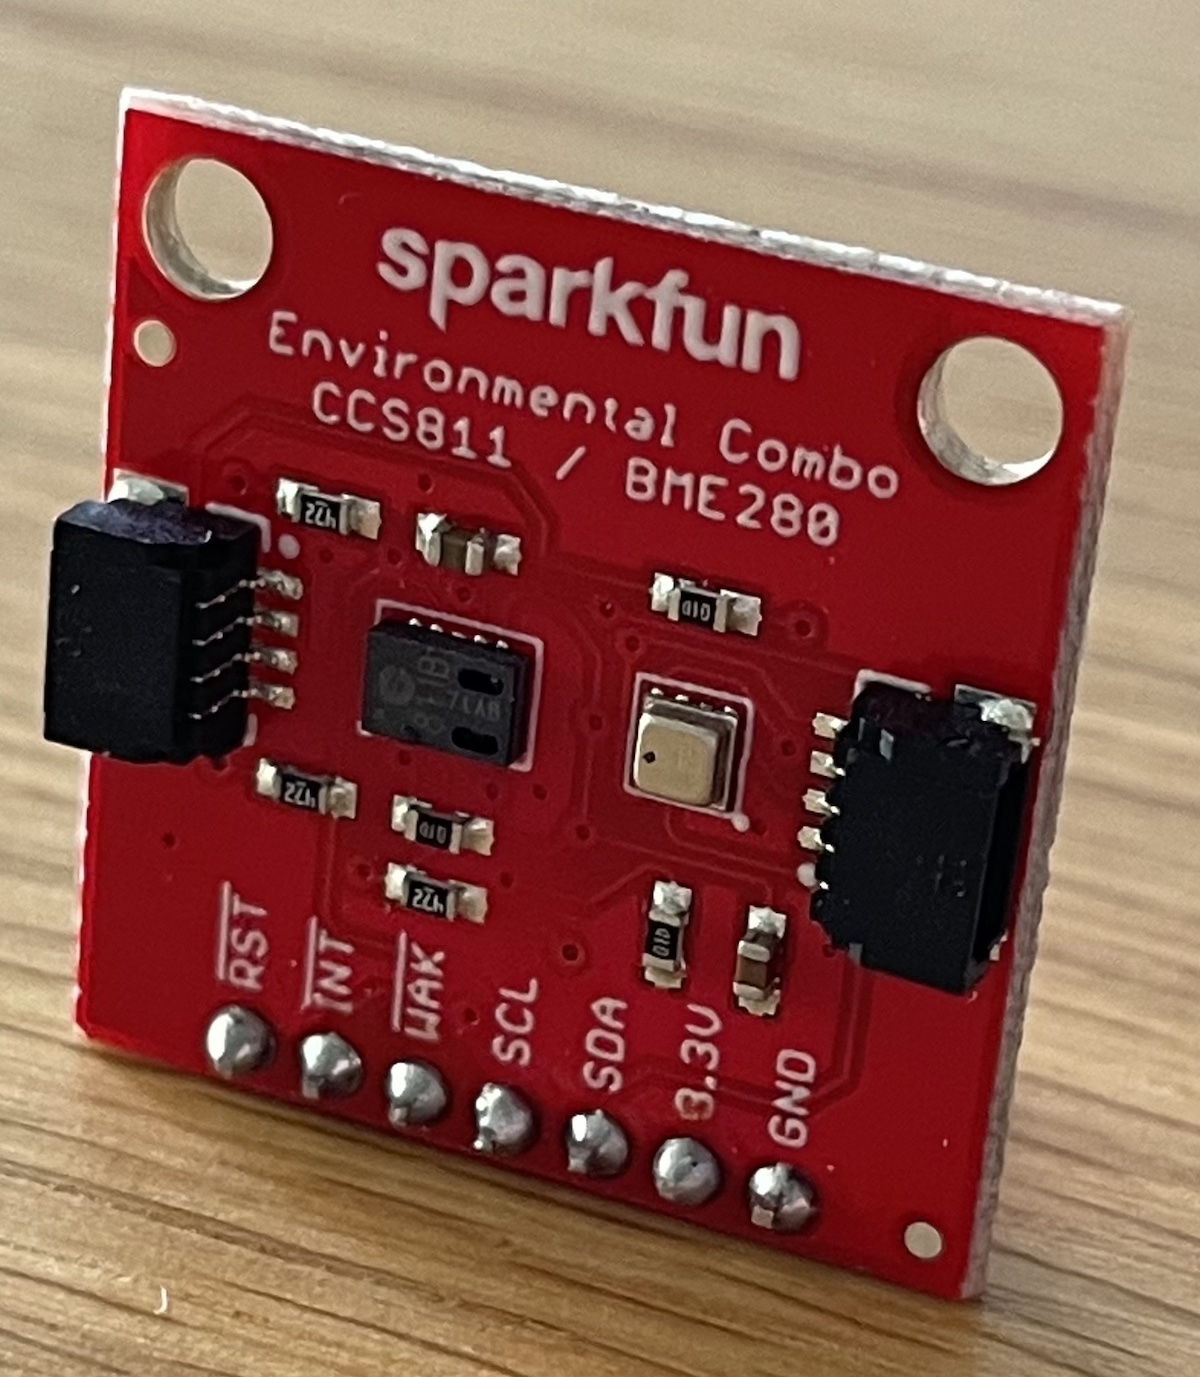 sparkfun
Environmental Combo
CCS811 / BME280
RST
INT
WAK
SCL
SDA
3.3V
GND